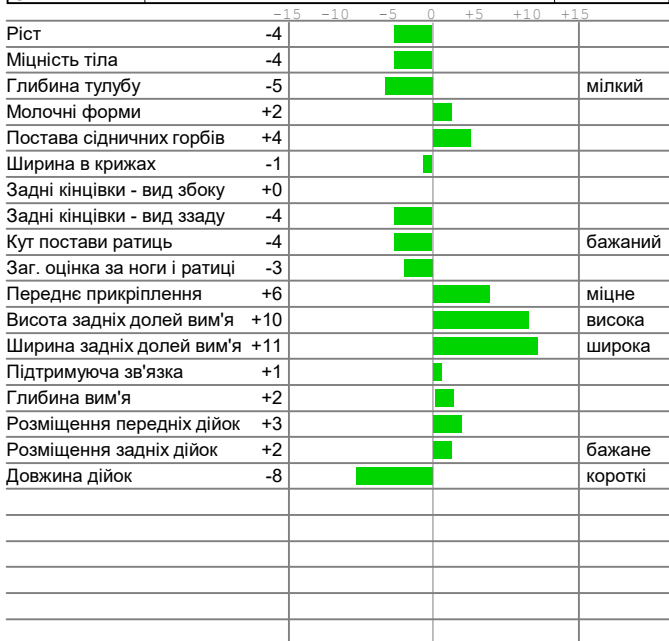 -15 -10 -5 0 +5 +10 +15
Ріст -4
Міцність тіла -4
Глибина тулубу -5 мілкий
Молочні форми +2
Постава сідничних горбів +4
Ширина в крижах -1
Задні кінцівки - вид збоку +0
Задні кінцівки - вид ззаду -4
Кут постави ратиць -4 бажаний
Заг. оцінка за ноги і ратиці -3
Переднє прикріплення +6 міцне
Висота задніх долей вим'я +10 висока
Ширина задніх долей вим'я +11 широка
Підтримуюча зв'язка +1
Глибина вим'я +2
Розміщення передніх дійок +3
Розміщення задніх дійок +2 бажане
Довжина дійок -8 короткі